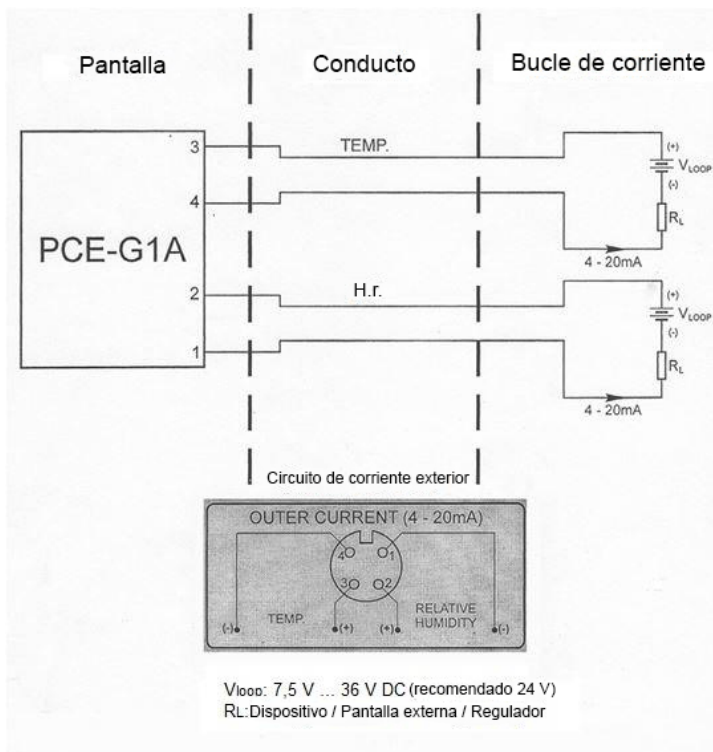 Pantalla
Conducto
Bucle de corriente
PCE-G1A
3
TEMP.
4
(+)
VLOOP
(-)
RL
4 - 20mA
2
H.r.
1
(+)
VLOOP
(-)
RL
4 - 20mA
Circuito de corriente exterior
OUTER CURRENT (4 - 20mA)
4
1
3
2
(-)
TEMP.
(+)
(+)
RELATIVE
HUMIDITY
(-)
Vloop: 7,5 V ... 36 V DC (recomendado 24 V)
RL:Dispositivo / Pantalla externa / Regulador